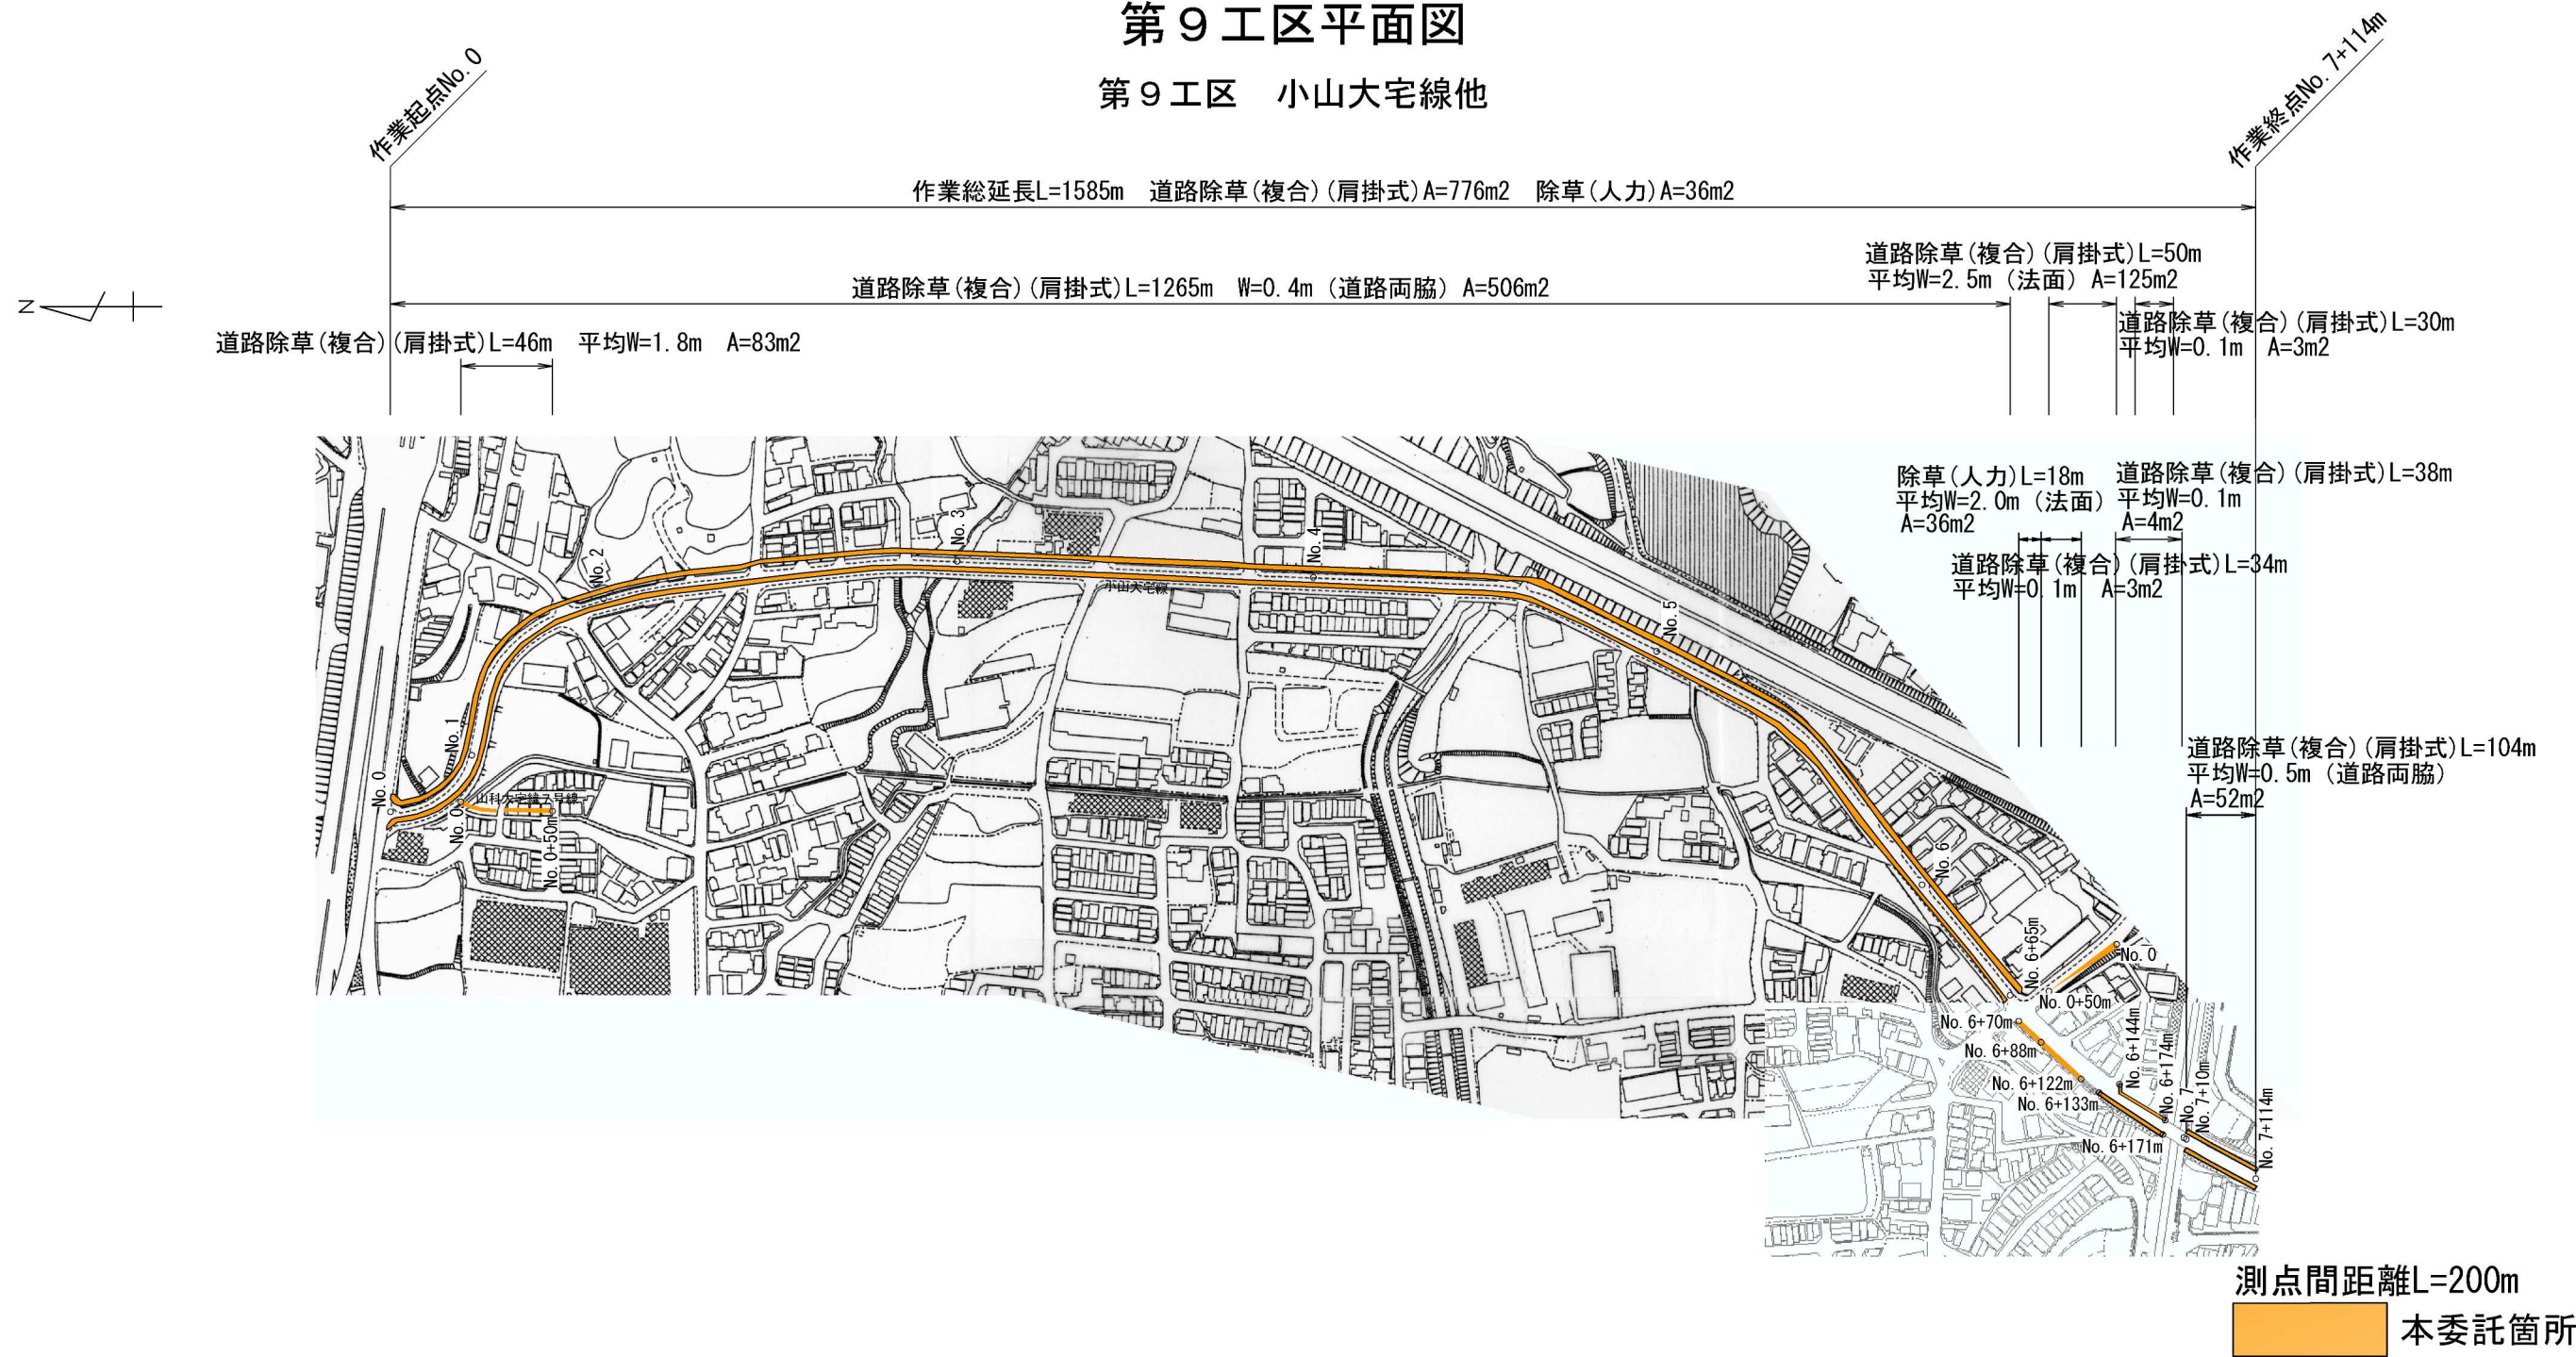 第９工区平面図
第９工区　小山大宅線他
作業起点No.0
作業終点No.7+114m
作業総延長L=1585m　道路除草(複合)(肩掛式)A=776m2　除草(人力)A=36m2
道路除草(複合)(肩掛式)L=50m
平均W=2.5m（法面）A=125m2
道路除草(複合)(肩掛式)L=1265m　W=0.4m（道路両脇）A=506m2
N
道路除草(複合)(肩掛式)L=30m
平均W=0.1m　A=3m2
道路除草(複合)(肩掛式)L=46m　平均W=1.8m　A=83m2
除草(人力)L=18m
平均W=2.0m（法面）
A=36m2
道路除草(複合)(肩掛式)L=38m
平均W=0.1m
A=4m2
道路除草(複合)(肩掛式)L=34m
平均W=0.1m　A=3m2
道路除草(複合)(肩掛式)L=104m
平均W=0.5m（道路両脇）
A=52m2
No.0
No.1
No.2
No.3
No.4
No.5
No.6
小山大宅線
山科大宅緯７号線
No.0
No.0+50m
No.6+65m
No.0
No.0+50m
No.6+70m
No.6+88m
No.6+122m
No.6+133m
No.6+171m
No.6+144m
No.6+174m
No.7
No.7+10m
No.7+114m
測点間距離L=200m
本委託箇所